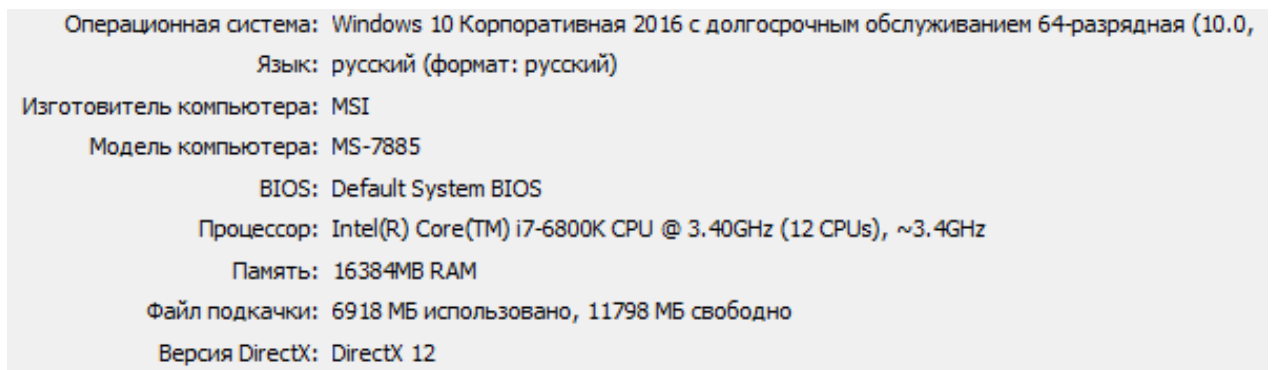 Операционная система: Windows 10 Корпоративная 2016 с долгосрочным обслуживанием 64-разрядная (10.0,
Язык: русский (формат: русский)
Изготовитель компьютера: MSI
Модель компьютера: MS-7885
BIOS: Default System BIOS
Процессор: Intel(R) Core(TM) i7-6800K CPU @ 3.40GHz (12 CPUs), ~3.4GHz
Память: 16384MB RAM
Файл подкачки: 6918 МБ использовано, 11798 МБ свободно
Версия DirectX: DirectX 12